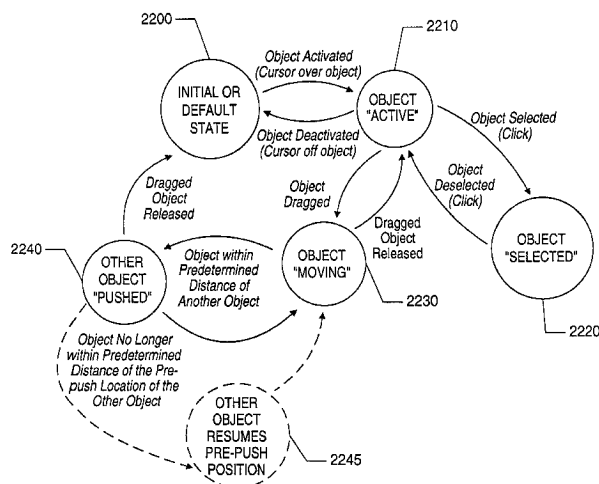 2200
2210
INITIAL OR
DEFAULT
STATE
Object Activated
(Cursor over object)
OBJECT
"ACTIVE"
Object Deactivated
(Cursor off object)
Object Selected
(Click)
Object
Deselected
(Click)
Dragged
Object
Released
Object
Dragged
Dragged
Object
Released
OBJECT
"SELECTED"
2240
OTHER
OBJECT
"PUSHED"
Object within
Predetermined
Distance of
Another Object
OBJECT
"MOVING"
2230
2220
Object No Longer
within Predetermined
Distance of the Pre-
push Location of the
Other Object
OTHER
OBJECT
RESUMES
PRE-PUSH
POSITION
2245